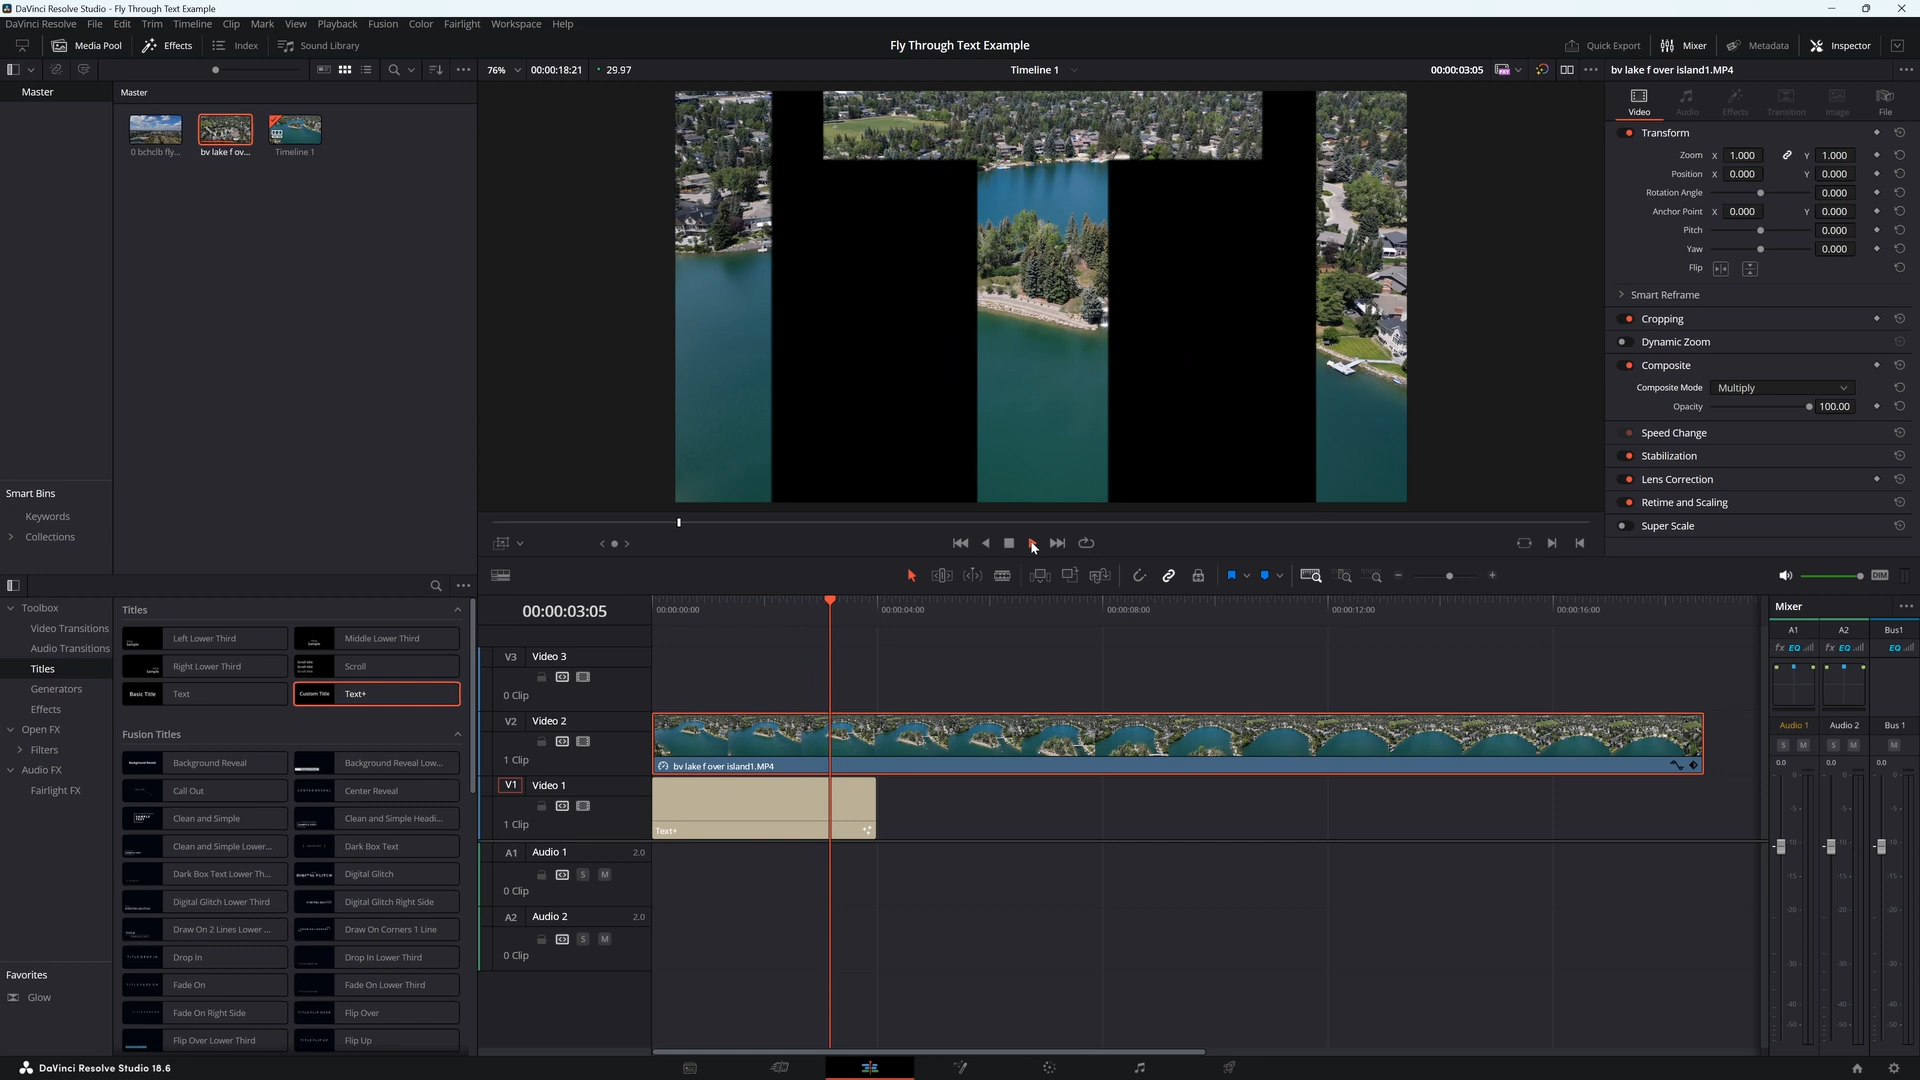 DaVinci Resolve Studio - Fly Through Text Example
DaVinci Resolve File Edit Trim Timeline Clip Mark View Playback Fusion Color Fairlight Workspace Help
Media Pool Effects Index Sound Library Fly Through Text Example Quick Export Mixer Metadata Inspector
76% 00:00:18:21 29.97 Timeline 1 00:00:03:05 bv lake f over island1.MP4
Master Master
0 bchclb fly... bv lake f ov... Timeline 1
Video Audio Effects Transition Image File
Transform
Zoom X 1.000 Y 1.000
Position X 0.000 Y 0.000
Rotation Angle 0.000
Anchor Point X 0.000 Y 0.000
Pitch 0.000
Yaw 0.000
Flip
Smart Reframe
Cropping
Dynamic Zoom
Composite
Composite Mode Multiply
Opacity 100.00
Speed Change
Stabilization
Lens Correction
Retime and Scaling
Super Scale
Smart Bins
Keywords
Collections
Toolbox
Video Transitions
Audio Transitions
Titles
Generators
Effects
Open FX
Filters
Audio FX
Fairlight FX
Favorites
Glow
Titles
Left Lower Third Middle Lower Third
Right Lower Third Scroll
Basic Title Text Custom Title Text+
Fusion Titles
Background Reveal Background Reveal Low...
Call Out Center Reveal
Clean and Simple Clean and Simple Headi...
Clean and Simple Lower... Dark Box Text
Dark Box Text Lower Th... Digital Glitch
Digital Glitch Lower Third Digital Glitch Right Side
Draw On 2 Lines Lower ... Draw On Corners 1 Line
Drop In Drop In Lower Third
Fade On Fade On Lower Third
Fade On Right Side Flip Over
Flip Over Lower Third Flip Up
DIM
00:00:03:05 00:00:00:00 00:00:04:00 00:00:08:00 00:00:12:00 00:00:16:00
V3 Video 3
0 Clip
V2 Video 2
1 Clip
bv lake f over island1.MP4
V1 Video 1
1 Clip
Text+
A1 Audio 1 2.0
S M
0 Clip
A2 Audio 2 2.0
S M
0 Clip
Mixer
A1 A2 Bus1
fx EQ fx EQ EQ
Audio 1 Audio 2 Bus 1
S M S M M
0.0 0.0 0.0
DaVinci Resolve Studio 18.6